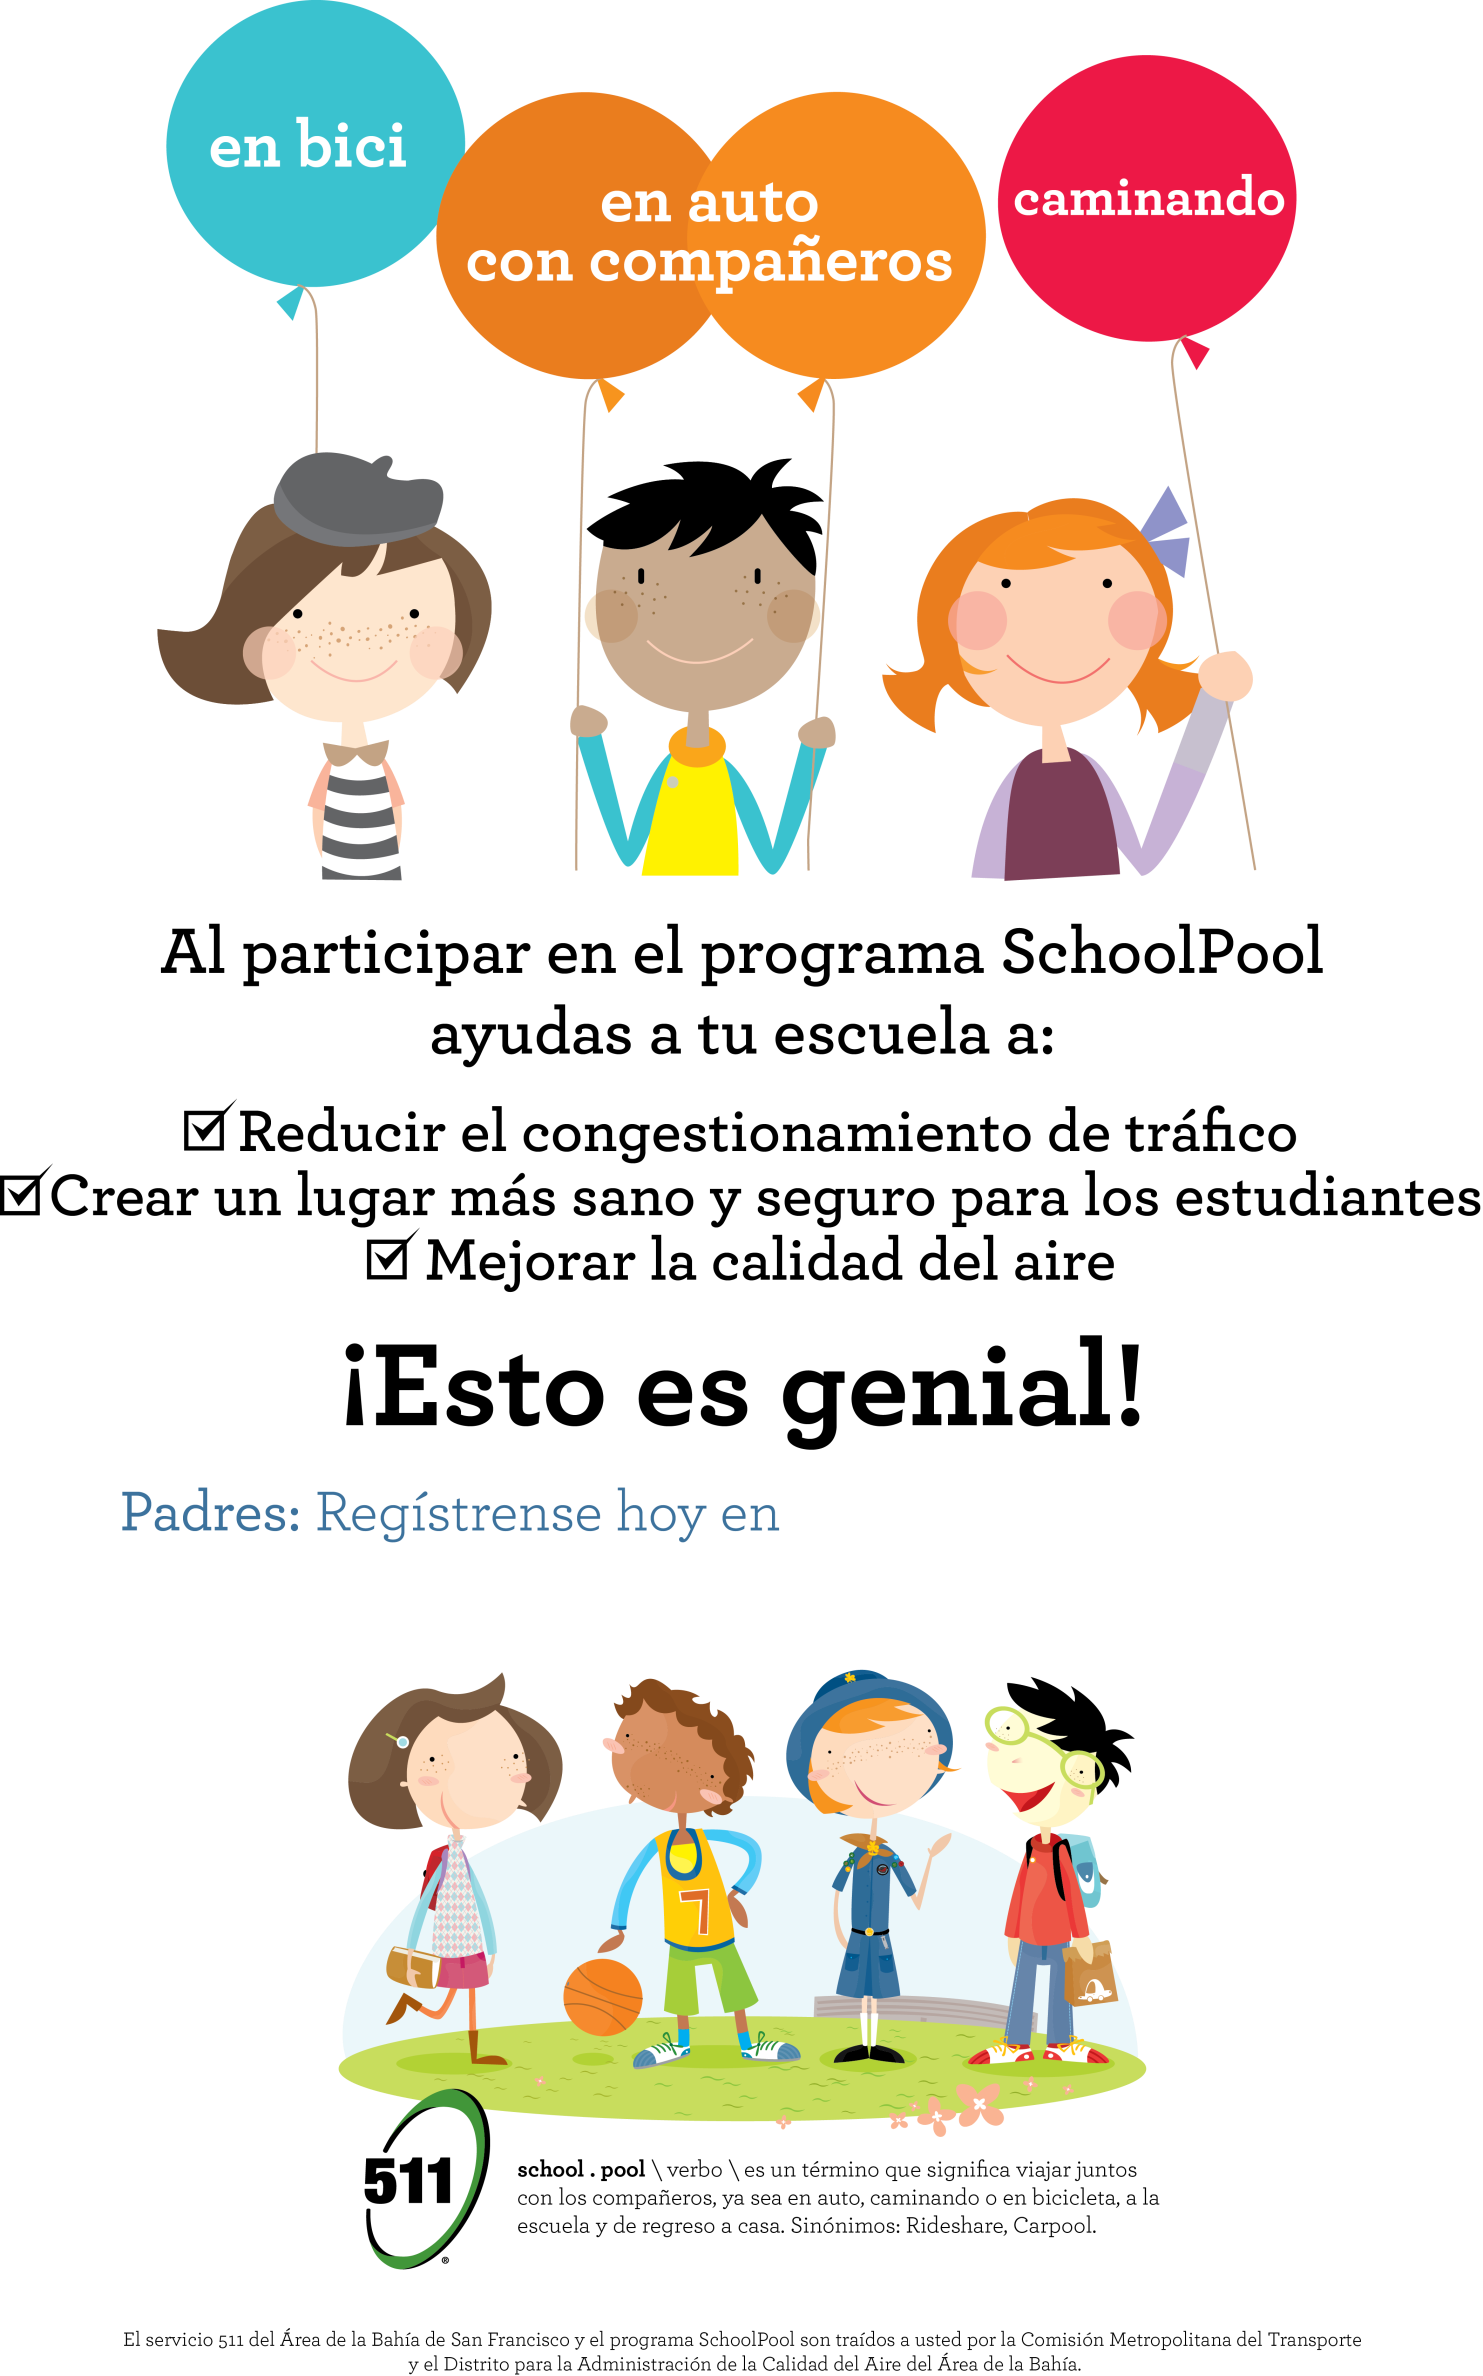 en bici
en auto
con compañeros
caminando
Al participar en el programa SchoolPool
ayudas a tu escuela a:
Reducir el congestionamiento de tráfico
Crear un lugar más sano y seguro para los estudiantes
Mejorar la calidad del aire
¡Esto es genial!
Padres: Regístrense hoy en
7
511
®
school . pool \ verbo \ es un término que significa viajar juntos
con los compañeros, ya sea en auto, caminando o en bicicleta, a la
escuela y de regreso a casa. Sinónimos: Rideshare, Carpool.
El servicio 511 del Área de la Bahía de San Francisco y el programa SchoolPool son traídos a usted por la Comisión Metropolitana del Transporte
y el Distrito para la Administración de la Calidad del Aire del Área de la Bahía.